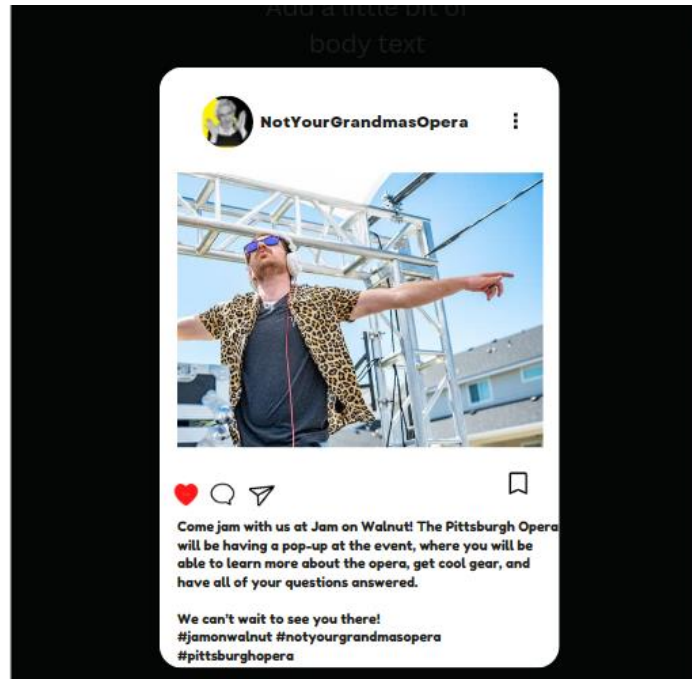 Add a little bit of
body text
NotYourGrandmasOpera
Come jam with us at Jam on Walnut! The Pittsburgh Opera
will be having a pop-up at the event, where you will be
able to learn more about the opera, get cool gear, and
have all of your questions answered.
We can't wait to see you there!
#jamonwalnut #notyourgrandmasopera
#pittsburghopera